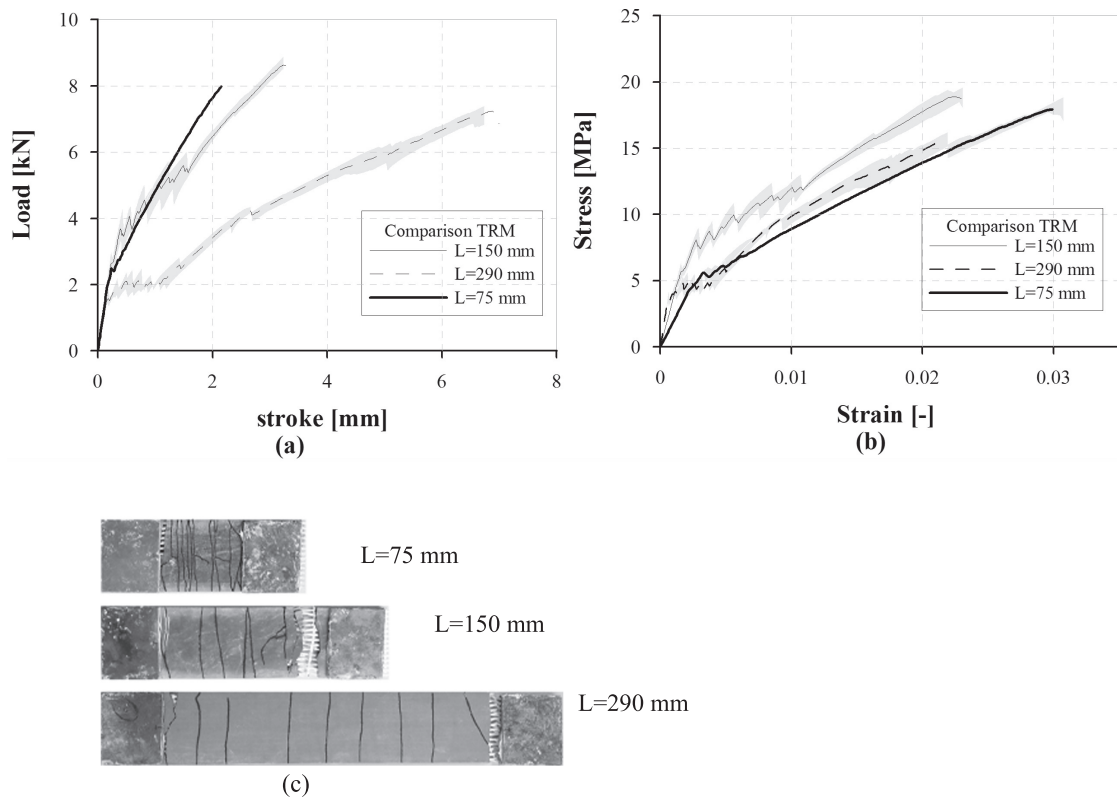 10
8
6
4
2
0
Load [kN]
Comparison TRM
L=150 mm
L=290 mm
L=75 mm
0 2 4 6 8
stroke [mm]
(a)
25
20
15
10
5
0
Stress [MPa]
Comparison TRM
L=150 mm
L=290 mm
L=75 mm
0 0.01 0.02 0.03
Strain [-]
(b)
L=75 mm
L=150 mm
L=290 mm
(c)